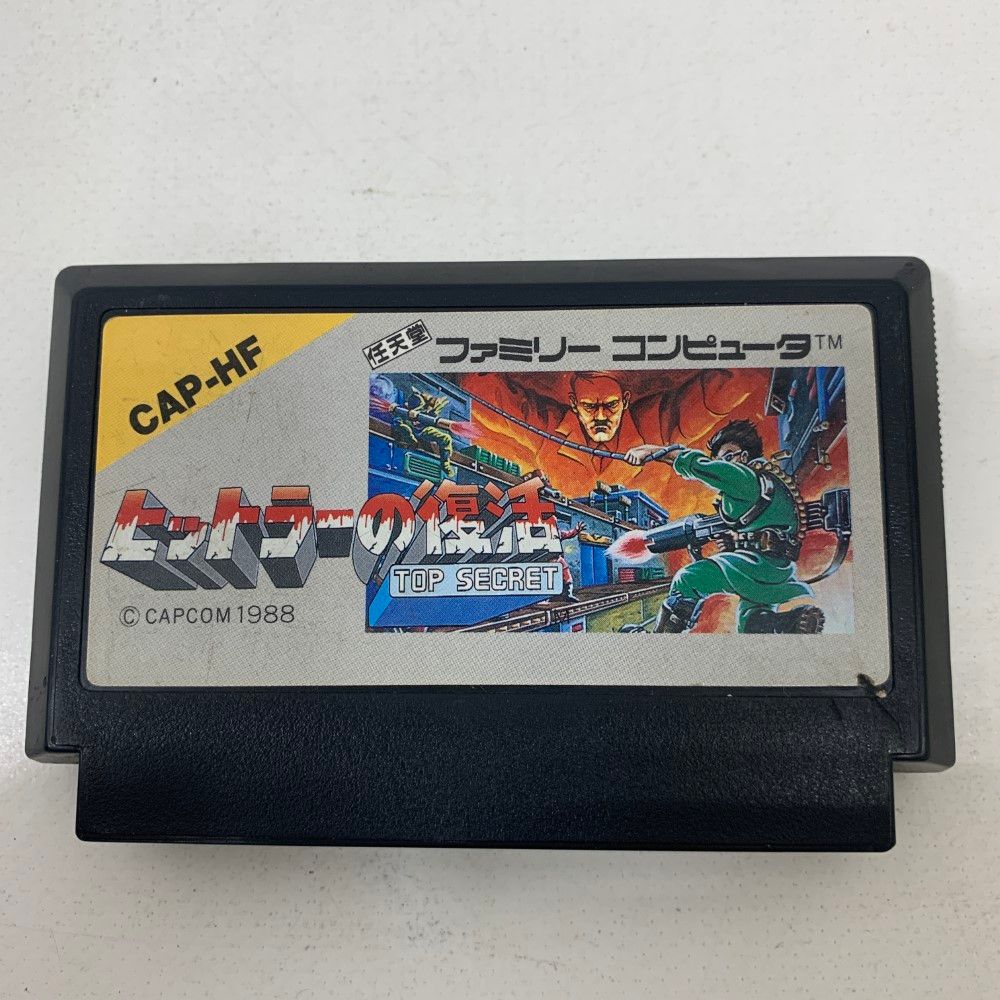 CAP-HF
任天堂 ファミリー コンピュータ™
ヒットラーの復活
TOP SECRET
© CAPCOM 1988